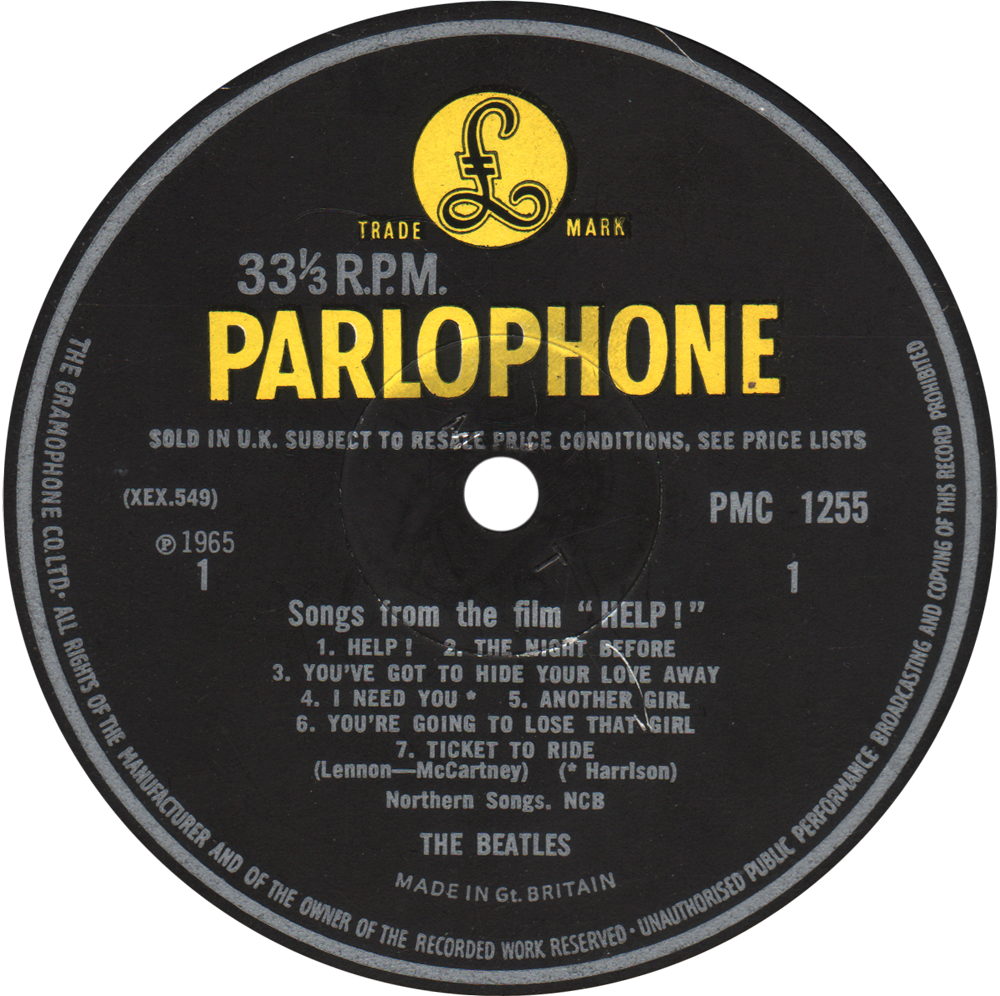 £
TRADE MARK
33⅓ R.P.M.
PARLOPHONE
SOLD IN U.K. SUBJECT TO RESALE PRICE CONDITIONS, SEE PRICE LISTS
(XEX.549)
PMC 1255
℗ 1965
1
1
Songs from the film "HELP!"
1. HELP! 2. THE NIGHT BEFORE
3. YOU'VE GOT TO HIDE YOUR LOVE AWAY
4. I NEED YOU * 5. ANOTHER GIRL
6. YOU'RE GOING TO LOSE THAT GIRL
7. TICKET TO RIDE
(Lennon—McCartney) (* Harrison)
Northern Songs. NCB
THE BEATLES
MADE IN Gt. BRITAIN
THE GRAMOPHONE CO. LTD. · ALL RIGHTS OF THE MANUFACTURER AND OF THE OWNER OF THE RECORDED WORK RESERVED · UNAUTHORISED PUBLIC PERFORMANCE BROADCASTING AND COPYING OF THIS RECORD PROHIBITED